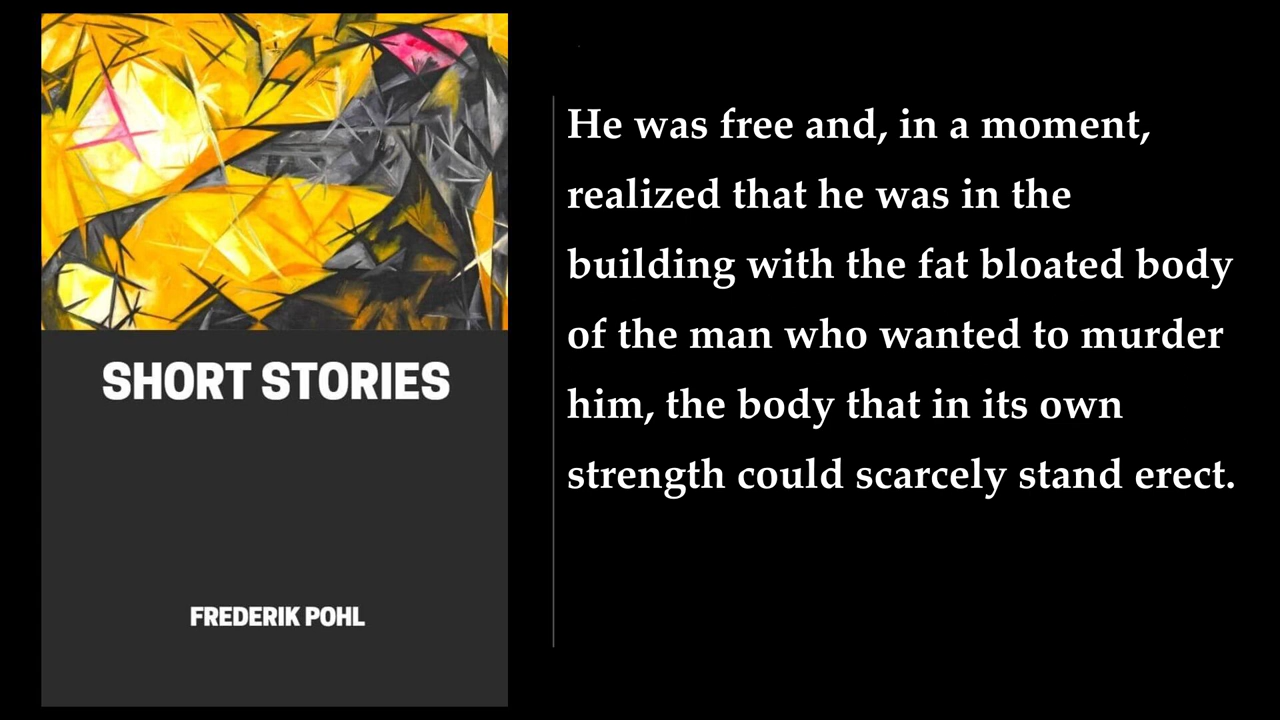 SHORT STORIES
FREDERIK POHL
He was free and, in a moment,
realized that he was in the
building with the fat bloated body
of the man who wanted to murder
him, the body that in its own
strength could scarcely stand erect.